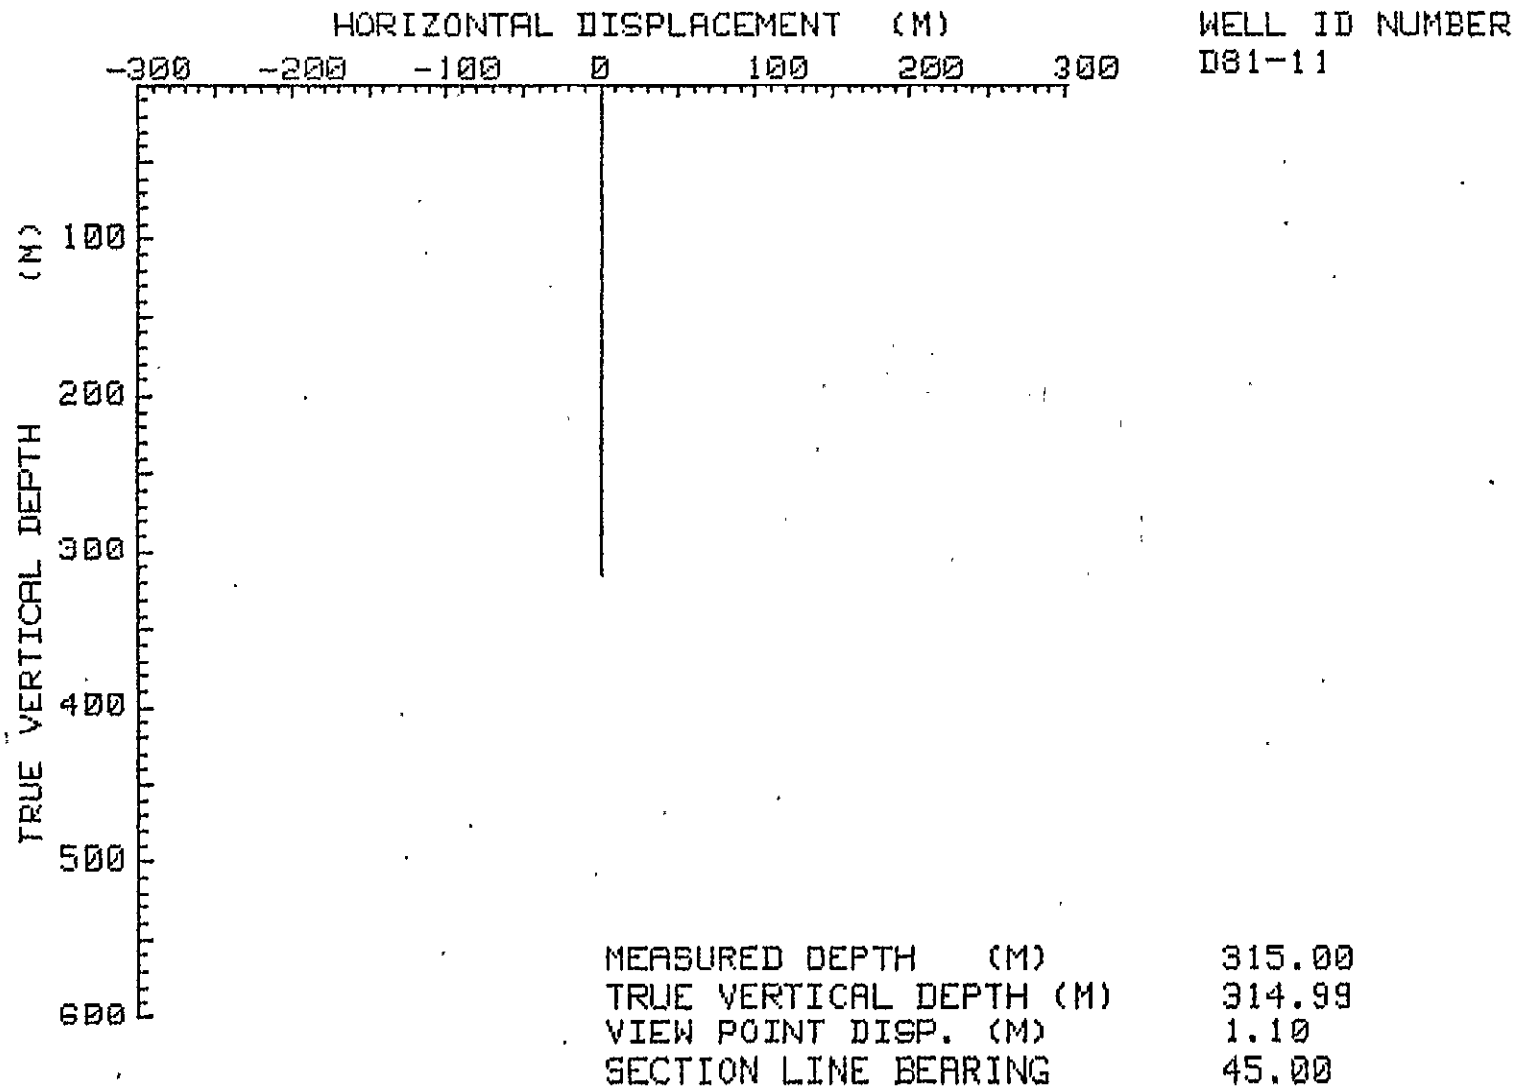 HORIZONTAL DISPLACEMENT (M)
WELL ID NUMBER
D81-11
-300 -200 -100 0 100 200 300
TRUE VERTICAL DEPTH (M)
100
200
300
400
500
600
MEASURED DEPTH (M) 315.00
TRUE VERTICAL DEPTH (M) 314.99
VIEW POINT DISP. (M) 1.10
SECTION LINE BEARING 45.00